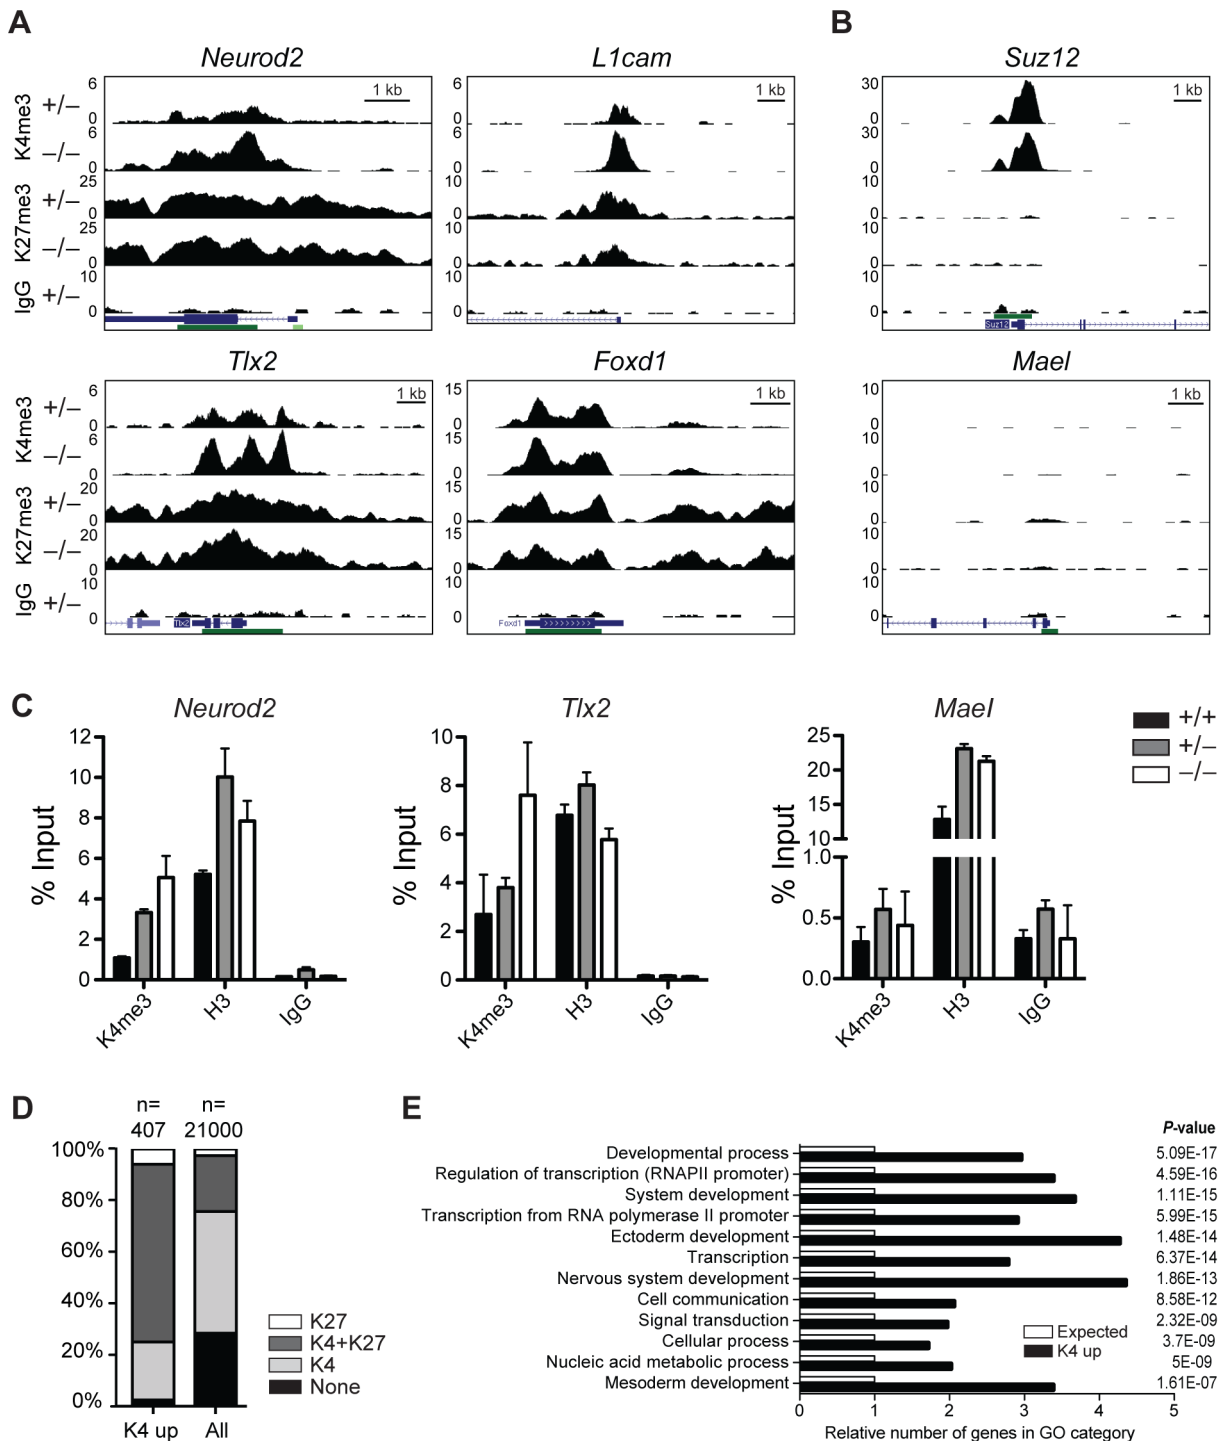 A
B
Neurod2
L1cam
Suz12
K4me3
+/–
–/–
K27me3
+/–
–/–
IgG
+/–
6
0
6
0
25
0
25
0
10
0
1 kb
6
0
6
0
10
0
10
0
10
0
1 kb
30
0
30
0
10
0
10
0
10
0
1 kb
Suz12
Tlx2
Foxd1
Mael
K4me3
+/–
–/–
K27me3
+/–
–/–
IgG
+/–
6
0
6
0
20
0
20
0
10
0
1 kb
Tlx2
15
0
15
0
15
0
15
0
10
0
1 kb
Foxd1
10
0
10
0
10
0
10
0
10
0
1 kb
C
Neurod2
% Input
12
10
8
6
4
2
0
K4me3
H3
IgG
Tlx2
% Input
10
8
6
4
2
0
K4me3
H3
IgG
Mael
% Input
25
20
15
10
1.0
0.5
0.0
K4me3
H3
IgG
+/+
+/–
–/–
D
n= n=
407 21000
100%
80%
60%
40%
20%
0%
K4 up All
K27
K4+K27
K4
None
E
P-value
Developmental process 5.09E-17
Regulation of transcription (RNAPII promoter) 4.59E-16
System development 1.11E-15
Transcription from RNA polymerase II promoter 5.99E-15
Ectoderm development 1.48E-14
Transcription 6.37E-14
Nervous system development 1.86E-13
Cell communication 8.58E-12
Signal transduction 2.32E-09
Cellular process 3.7E-09
Nucleic acid metabolic process 5E-09
Mesoderm development 1.61E-07
Expected
K4 up
0 1 2 3 4 5
Relative number of genes in GO category